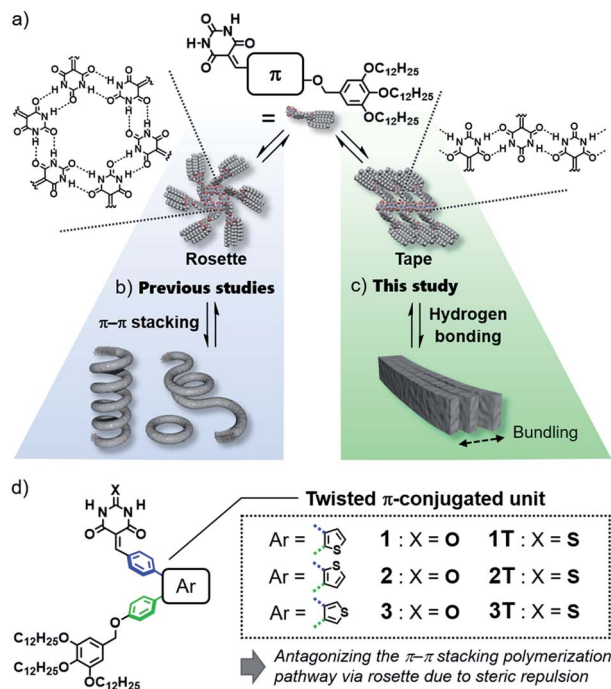 a)
O
H
N
N
O
N-H
O
π
O
OC12H25
OC12H25
OC12H25
=
Rosette
Tape
b) Previous studies
c) This study
π–π stacking
Hydrogen
bonding
Bundling
d)
X
HN
NH
O
O
Ar
O
C12H25O
C12H25O
OC12H25
Twisted π-conjugated unit
Ar = S 1 : X = O 1T : X = S
Ar = S 2 : X = O 2T : X = S
Ar = S 3 : X = O 3T : X = S
Antagonizing the π–π stacking polymerization
pathway via rosette due to steric repulsion